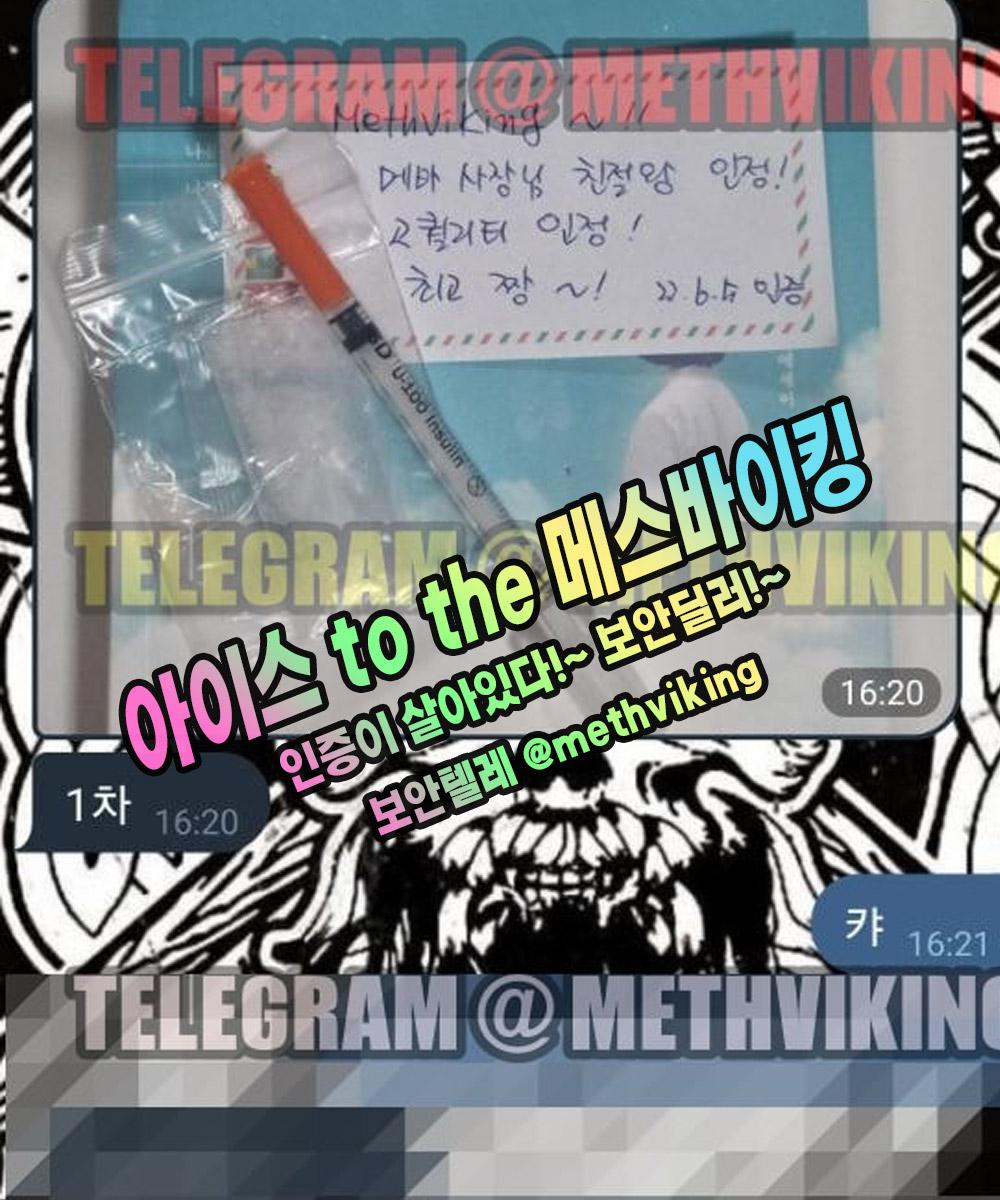 TELEGRAM @METHVIKING
Methviking ~!!
메바 사장님 친절왕 인정!
고퀄리티 인정!
최고 짱 ~! 22.6.5 인증
BD U-100 Insulin
아이스 to the 메스바이킹
TELEGRAM @METHVIKING
인증이 살아있다!~ 보안딜러!~
보안텔레 @methviking
16:20
1차 16:20
캬 16:21
TELEGRAM @METHVIKING